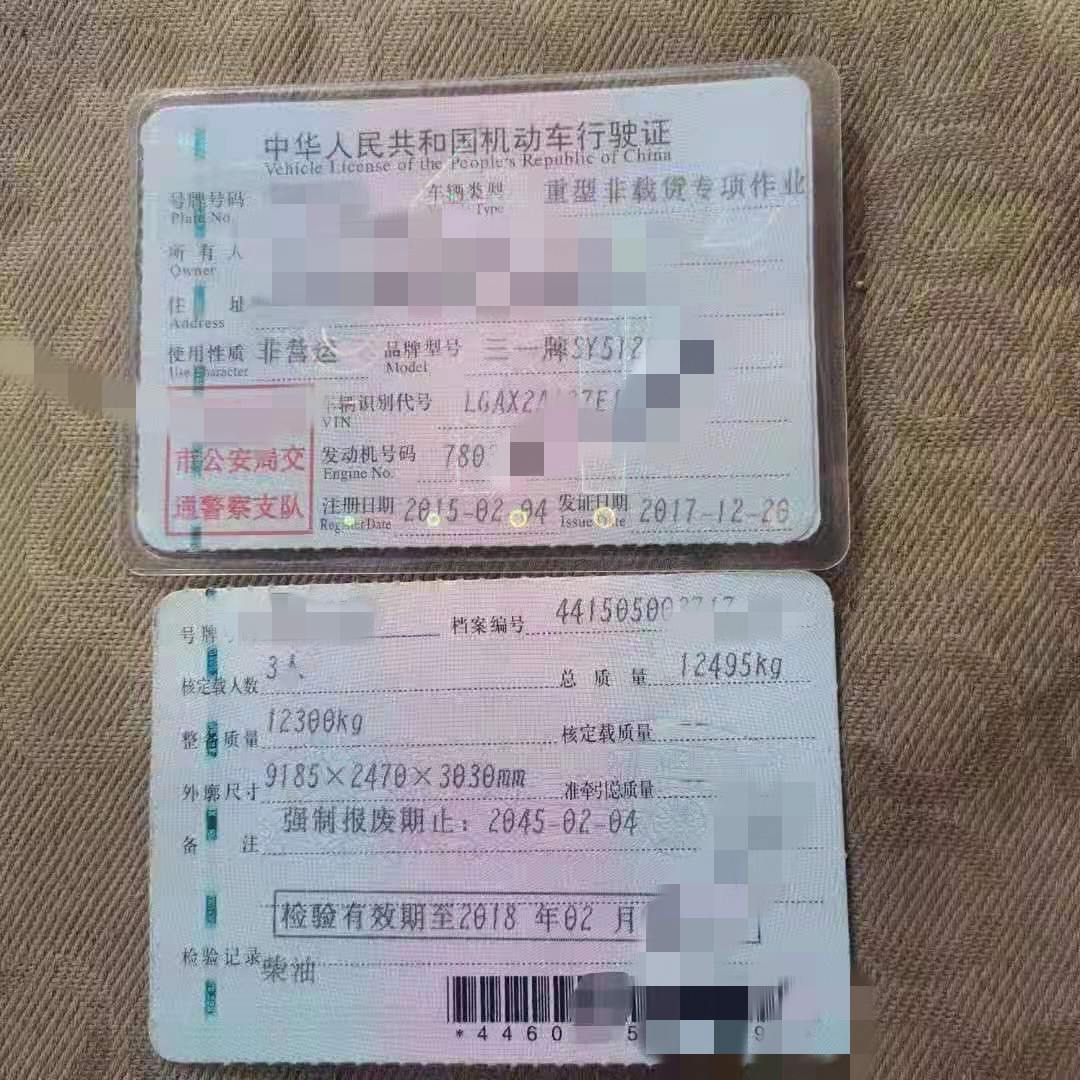 中华人民共和国机动车行驶证
Vehicle License of the People's Republic of China
号牌号码 车辆类型 重型非载货专项作业
Plate No. Type
所有人
Owner
住址
Address
使用性质 非营运 品牌型号 三一牌SY512
Use Character Model
车辆识别代号 LGAX2A
VIN
市公安局交
通警察支队
发动机号码 780
Engine No.
注册日期 2015-02-04 发证日期 2017-12-20
Register Date Issue Date
号牌 档案编号 44150500
核定载人数 3人 总质量 12495kg
整备质量 12300kg 核定载质量
外廓尺寸 9185×2470×3030mm 准牵引总质量
备注 强制报废期止：2045-02-04
检验有效期至2018 年02 月
检验记录 柴油
*4460 5 9